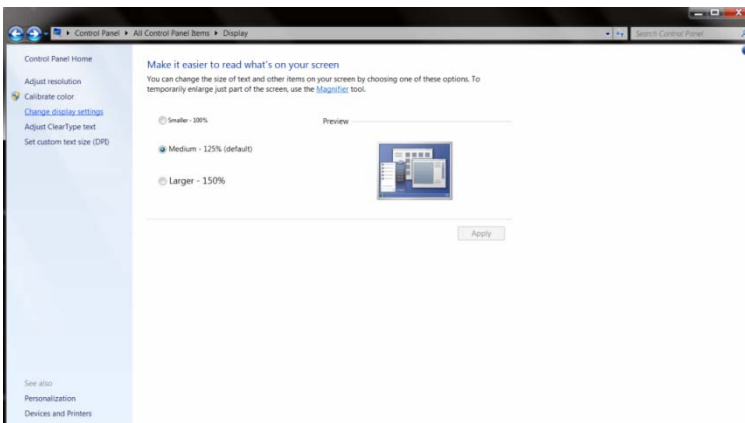 Control Panel ▸ All Control Panel Items ▸ Display
Search Control Panel
Control Panel Home
Adjust resolution
Calibrate color
Change display settings
Adjust ClearType text
Set custom text size (DPI)
Make it easier to read what's on your screen
You can change the size of text and other items on your screen by choosing one of these options. To
temporarily enlarge just part of the screen, use the Magnifier tool.
Smaller - 100%
Preview
Medium - 125% (default)
Larger - 150%
Apply
See also
Personalization
Devices and Printers